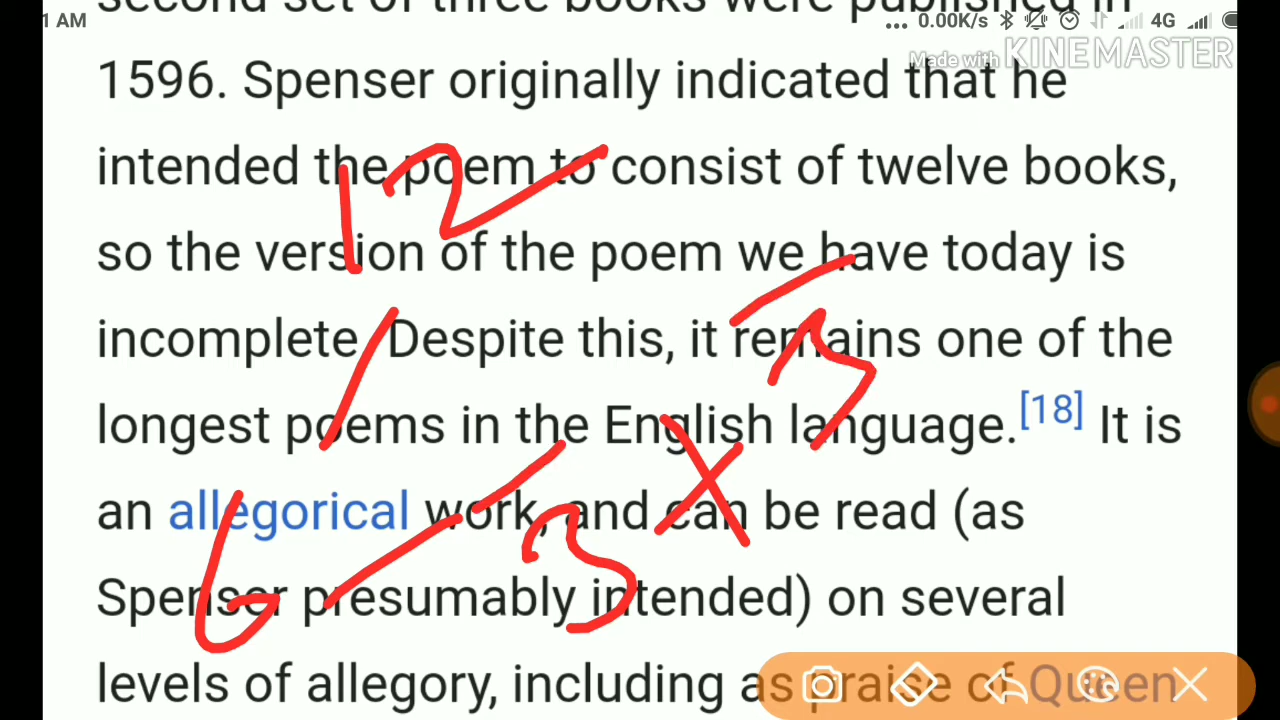 second set of three books were published in
1 AM ... 0.00K/s 4G
Made with KINEMASTER
1596. Spenser originally indicated that he
intended the poem to consist of twelve books,
12
so the version of the poem we have today is
incomplete. Despite this, it remains one of the
3
longest poems in the English language.[18] It is
an allegorical work, and can be read (as
6 3
Spenser presumably intended) on several
levels of allegory, including as praise of Queen